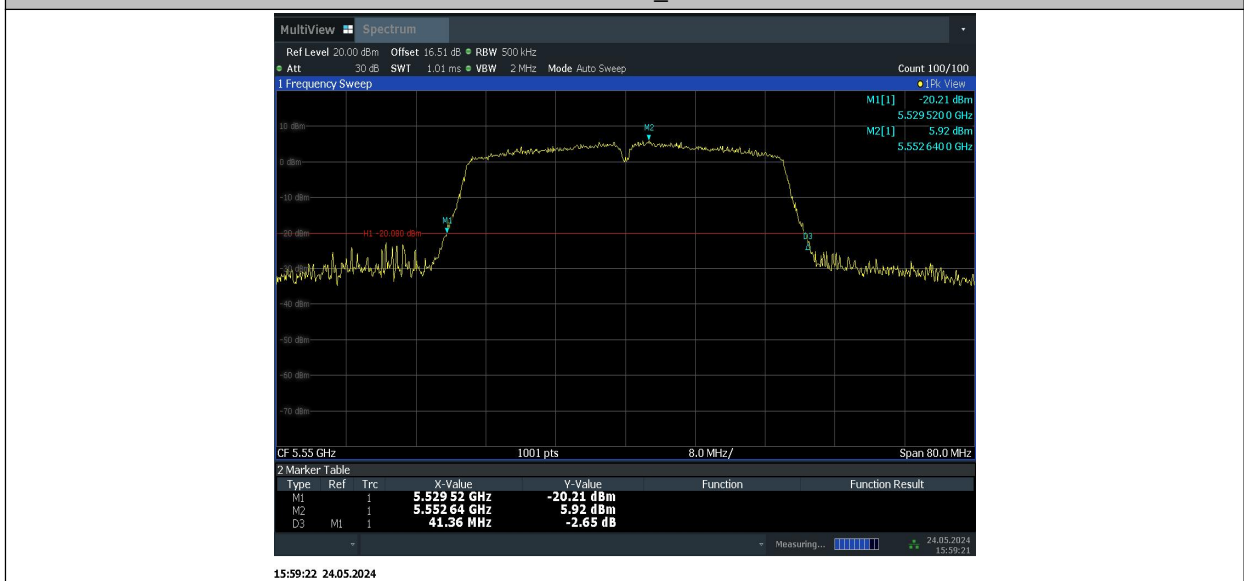 MultiView Spectrum
Ref Level 20.00 dBm Offset 16.51 dB RBW 500 kHz
Att 30 dB SWT 1.01 ms VBW 2 MHz Mode Auto Sweep Count 100/100
1 Frequency Sweep 1Pk View
M1[1] -20.21 dBm
5.529 520 0 GHz
M2[1] 5.92 dBm
5.552 640 0 GHz
10 dBm
M2
0 dBm
-10 dBm
M1
-20 dBm H1 -20.080 dBm
D3
-30 dBm
-40 dBm
-50 dBm
-60 dBm
-70 dBm
CF 5.55 GHz 1001 pts 8.0 MHz/ Span 80.0 MHz
2 Marker Table
Type Ref Trc X-Value Y-Value Function Function Result
M1 1 5.529 52 GHz -20.21 dBm
M2 1 5.552 64 GHz 5.92 dBm
D3 M1 1 41.36 MHz -2.65 dB
Measuring... 24.05.2024
15:59:21
15:59:22 24.05.2024